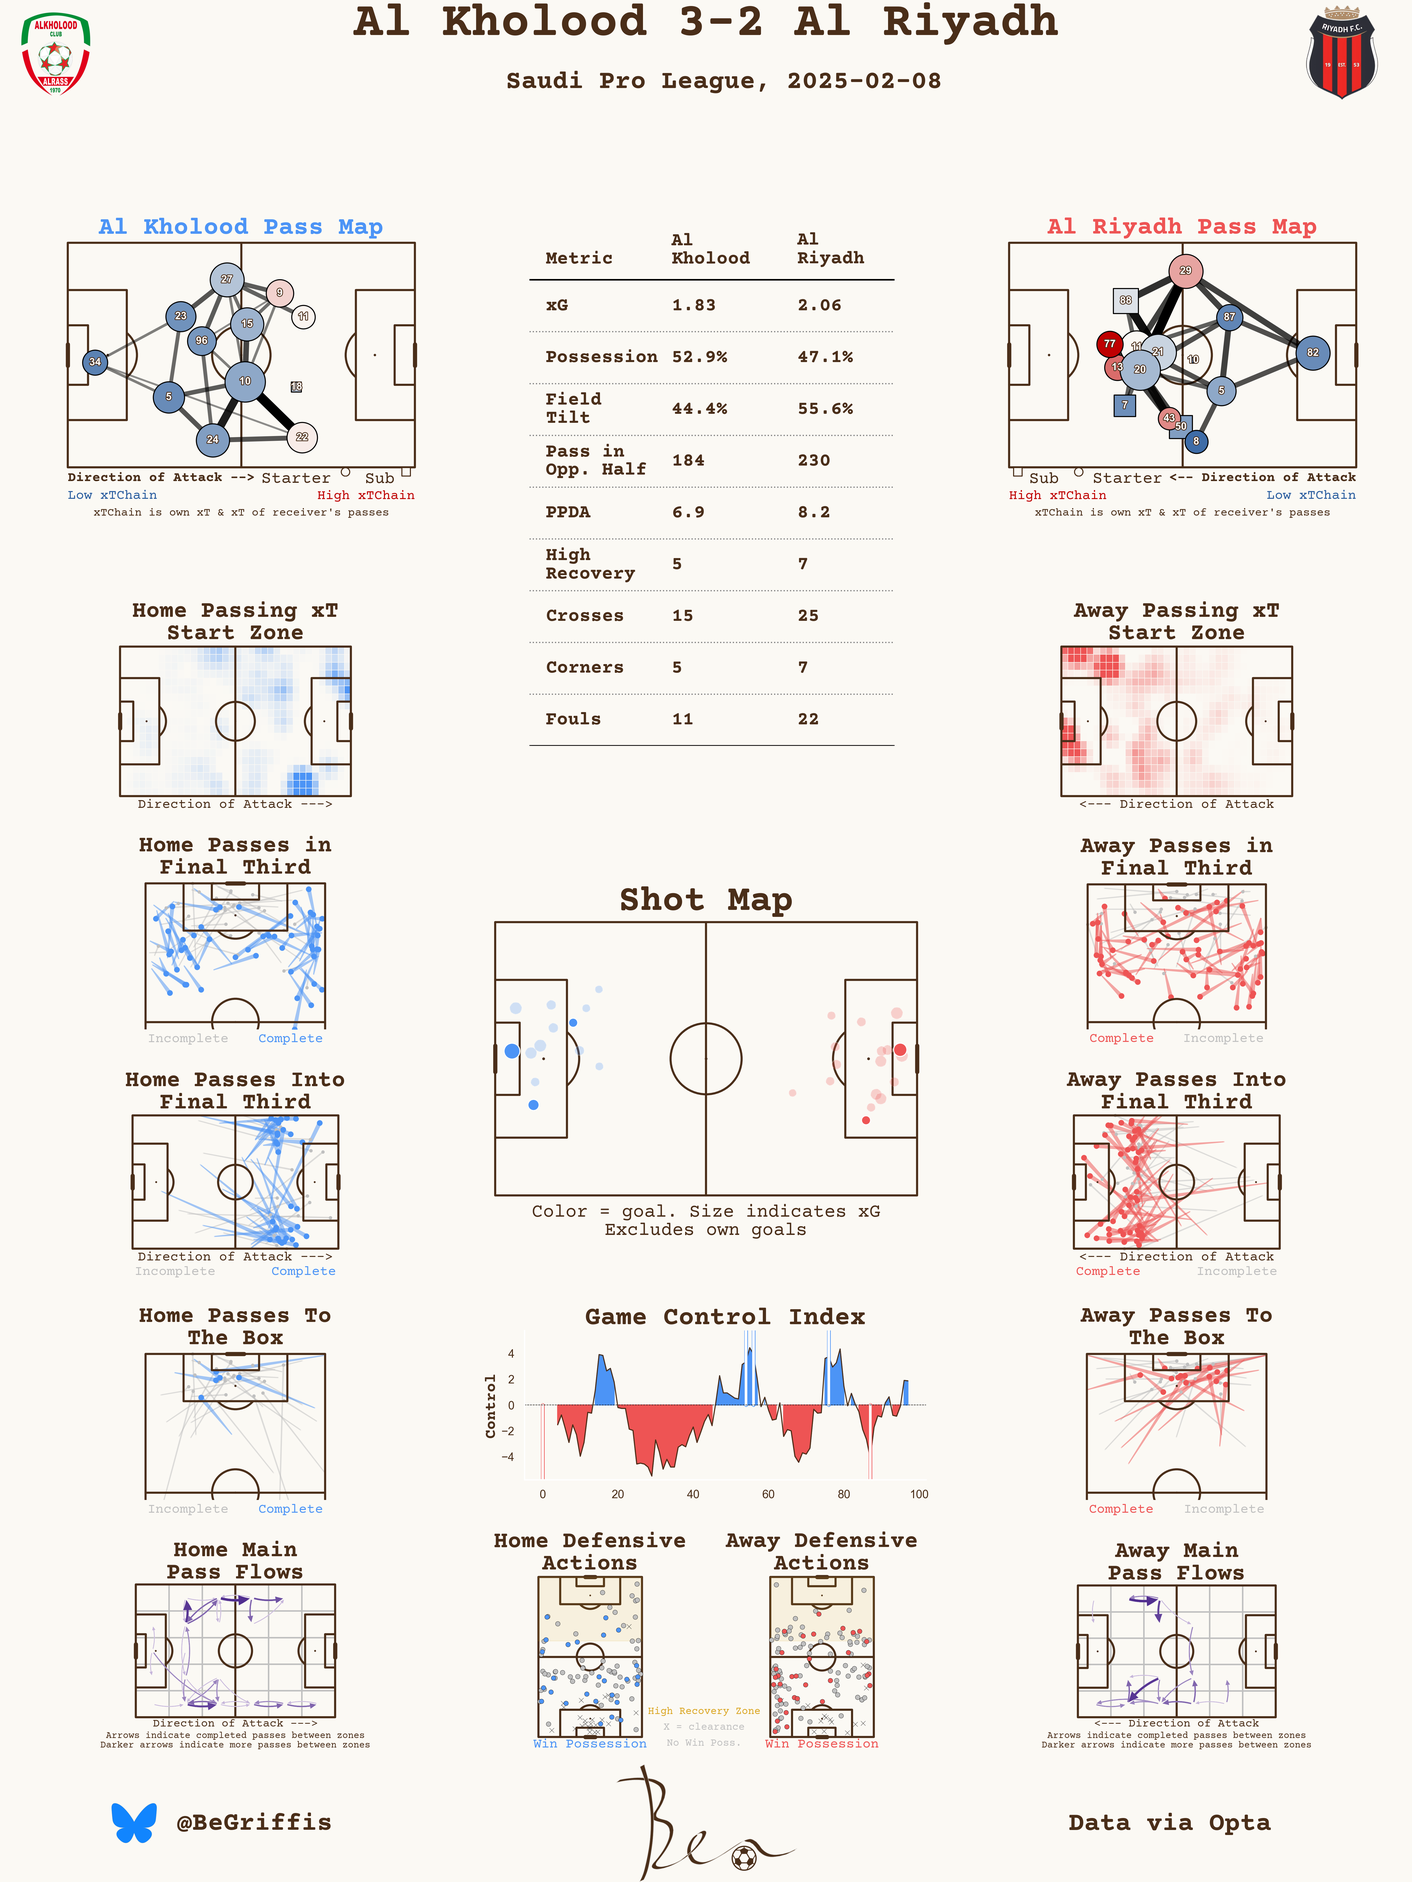 Al Kholood 3-2 Al Riyadh
Saudi Pro League, 2025-02-08
ALKHOLOOD
CLUB
ALRASS
1970
RIYADH F.C.
19 EST. 53
Al Kholood Pass Map
27
9
11
23
15
96
34
10
18
5
24
22
Direction of Attack --> Starter Sub
Low xTChain High xTChain
xTChain is own xT & xT of receiver's passes
Metric Al Kholood Al Riyadh
xG 1.83 2.06
Possession 52.9% 47.1%
Field Tilt 44.4% 55.6%
Pass in Opp. Half 184 230
PPDA 6.9 8.2
High Recovery 5 7
Crosses 15 25
Corners 5 7
Fouls 11 22
Al Riyadh Pass Map
29
88
87
77
11
21
10
82
13
20
5
7
43
50
8
Sub Starter <-- Direction of Attack
High xTChain Low xTChain
xTChain is own xT & xT of receiver's passes
Home Passing xT
Start Zone
Direction of Attack --->
Away Passing xT
Start Zone
<--- Direction of Attack
Home Passes in
Final Third
Incomplete Complete
Away Passes in
Final Third
Complete Incomplete
Shot Map
Color = goal. Size indicates xG
Excludes own goals
Home Passes Into
Final Third
Direction of Attack --->
Incomplete Complete
Away Passes Into
Final Third
<--- Direction of Attack
Complete Incomplete
Home Passes To
The Box
Incomplete Complete
Game Control Index
Control
4
2
0
−2
−4
0 20 40 60 80 100
Away Passes To
The Box
Complete Incomplete
Home Main
Pass Flows
Direction of Attack --->
Arrows indicate completed passes between zones
Darker arrows indicate more passes between zones
Home Defensive
Actions
Win Possession
Away Defensive
Actions
Win Possession
High Recovery Zone
X = clearance
No Win Poss.
Away Main
Pass Flows
<--- Direction of Attack
Arrows indicate completed passes between zones
Darker arrows indicate more passes between zones
@BeGriffis
Ben
Data via Opta